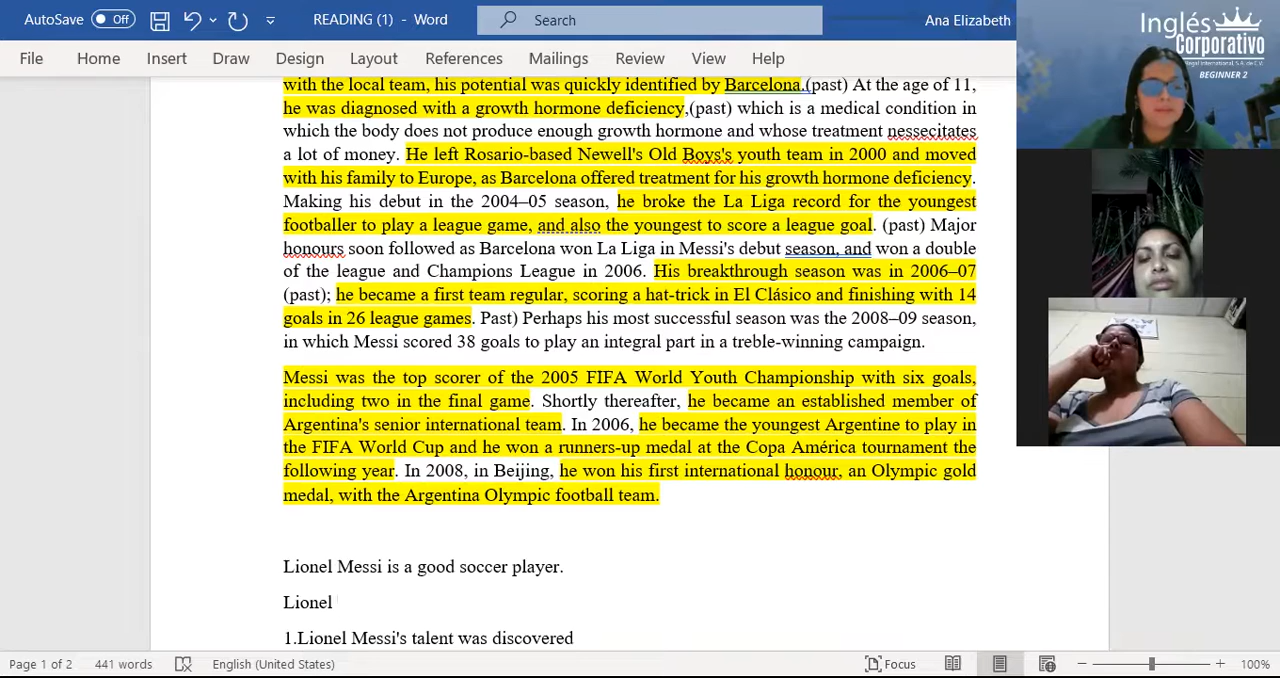 AutoSave Off READING (1) - Word Search Ana Elizabeth
File Home Insert Draw Design Layout References Mailings Review View Help
Inglés
Corporativo
Regal International, S.A. de C.V.
BEGINNER 2
with the local team, his potential was quickly identified by Barcelona.(past) At the age of 11,
he was diagnosed with a growth hormone deficiency,(past) which is a medical condition in
which the body does not produce enough growth hormone and whose treatment nessecitates
a lot of money. He left Rosario-based Newell's Old Boys's youth team in 2000 and moved
with his family to Europe, as Barcelona offered treatment for his growth hormone deficiency.
Making his debut in the 2004–05 season, he broke the La Liga record for the youngest
footballer to play a league game, and also the youngest to score a league goal. (past) Major
honours soon followed as Barcelona won La Liga in Messi's debut season, and won a double
of the league and Champions League in 2006. His breakthrough season was in 2006–07
(past); he became a first team regular, scoring a hat-trick in El Clásico and finishing with 14
goals in 26 league games. Past) Perhaps his most successful season was the 2008–09 season,
in which Messi scored 38 goals to play an integral part in a treble-winning campaign.
Messi was the top scorer of the 2005 FIFA World Youth Championship with six goals,
including two in the final game. Shortly thereafter, he became an established member of
Argentina's senior international team. In 2006, he became the youngest Argentine to play in
the FIFA World Cup and he won a runners-up medal at the Copa América tournament the
following year. In 2008, in Beijing, he won his first international honour, an Olympic gold
medal, with the Argentina Olympic football team.
Lionel Messi is a good soccer player.
Lionel
1.Lionel Messi's talent was discovered
Page 1 of 2 441 words English (United States) Focus 100%